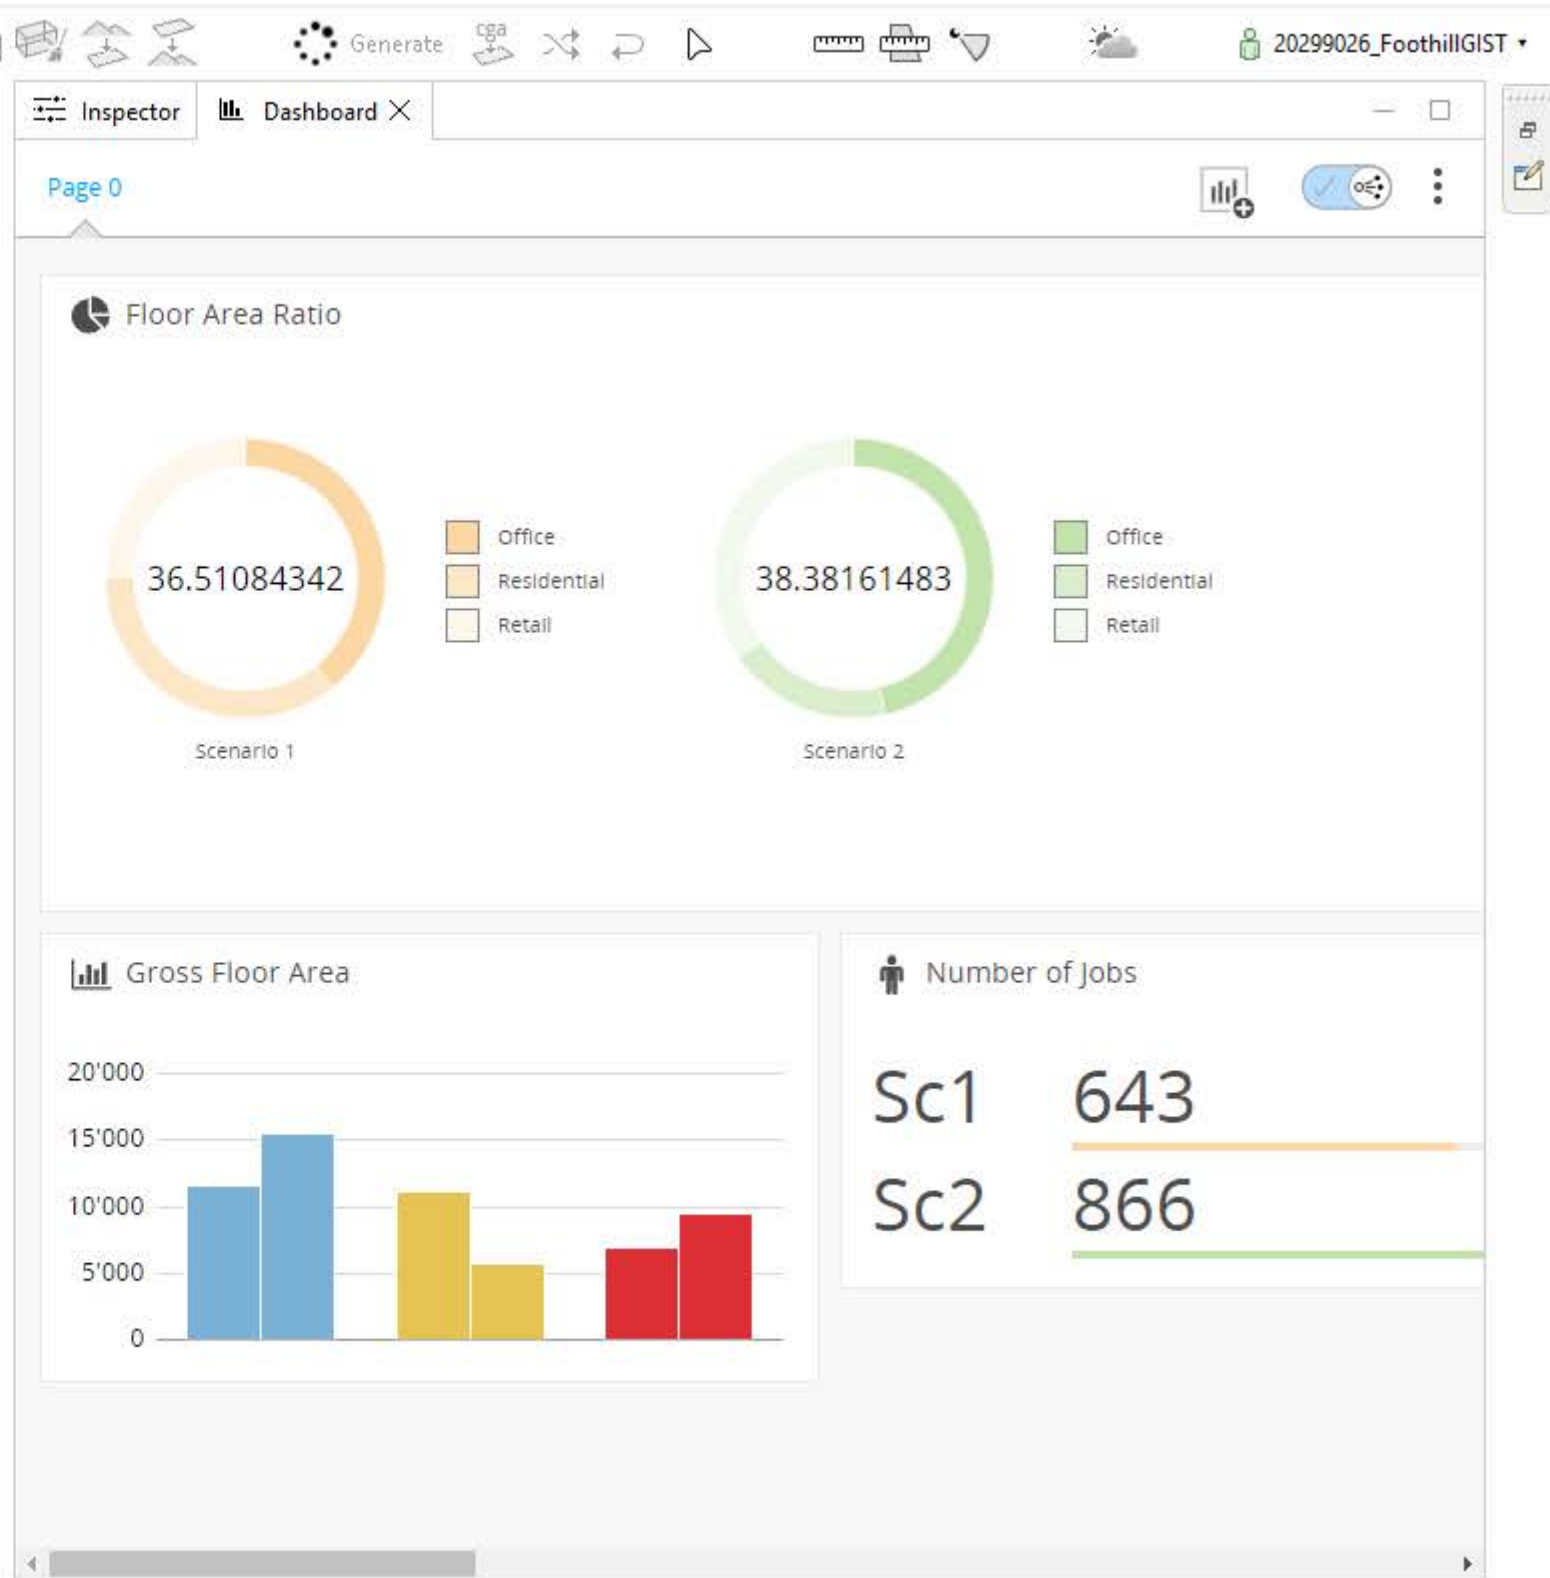 Generate
cga
20299026_FoothillGIST
Inspector
Dashboard
Page 0
Floor Area Ratio
36.51084342
Office
Residential
Retail
Scenario 1
38.38161483
Office
Residential
Retail
Scenario 2
Gross Floor Area
20'000
15'000
10'000
5'000
0
Number of Jobs
Sc1 643
Sc2 866